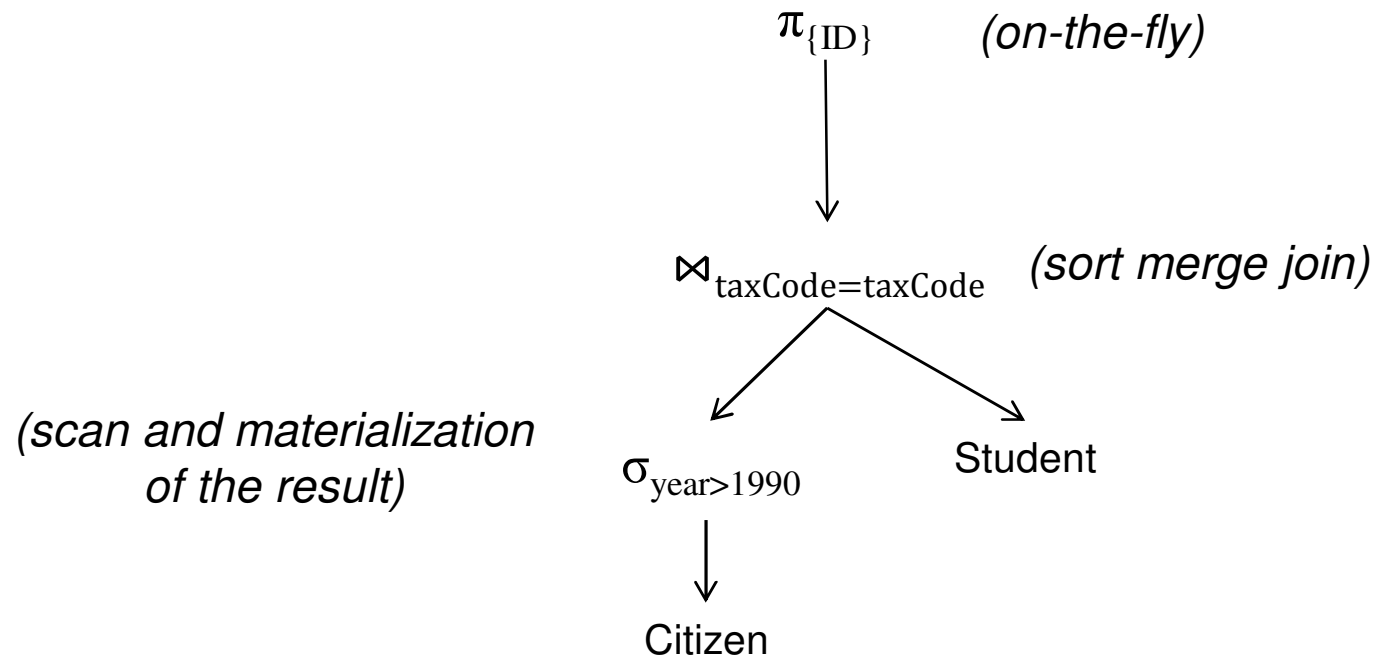 π{ID} (on-the-fly)
⋈taxCode=taxCode (sort merge join)
(scan and materialization
of the result)
σyear>1990
Student
Citizen